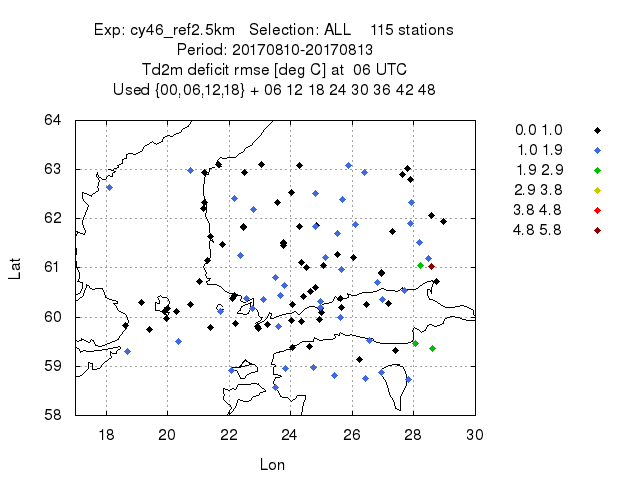 Exp: cy46_ref2.5km Selection: ALL 115 stations
Period: 20170810-20170813
Td2m deficit rmse [deg C] at 06 UTC
Used {00,06,12,18} + 06 12 18 24 30 36 42 48
64
63
62
61
60
59
58
Lat
18 20 22 24 26 28 30
Lon
0.0 1.0
1.0 1.9
1.9 2.9
2.9 3.8
3.8 4.8
4.8 5.8